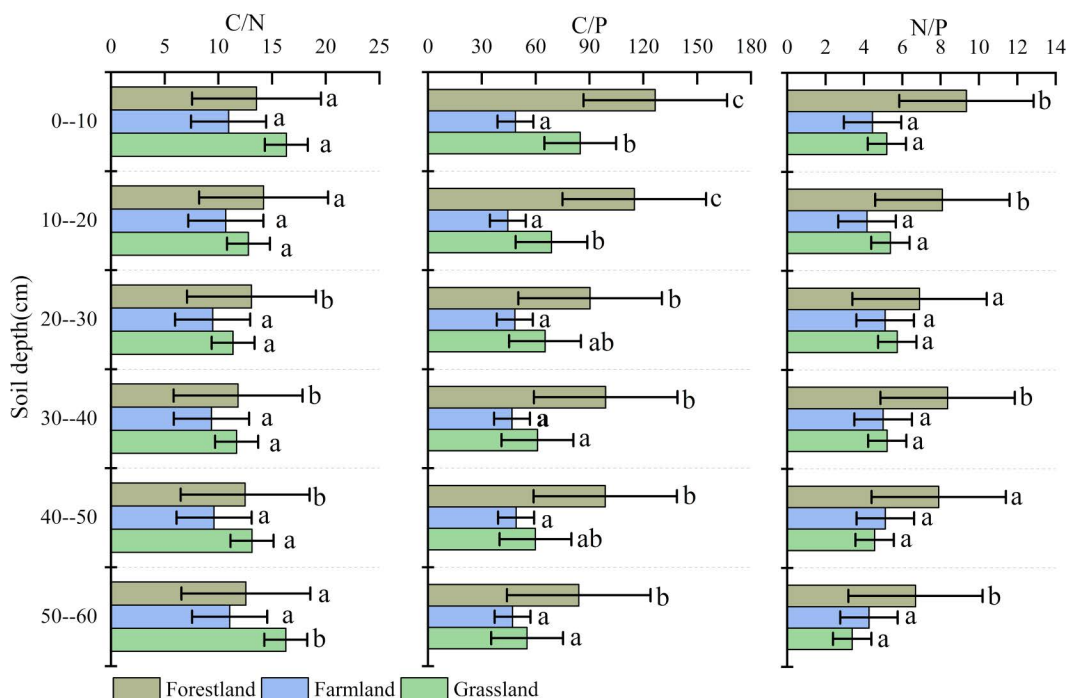 C/N
C/P
N/P
0 5 10 15 20 25
0 30 60 90 120 150 180
0 2 4 6 8 10 12 14
Soil depth(cm)
0--10
a
a
a
c
a
b
b
a
a
10--20
a
a
a
c
a
b
b
a
a
20--30
b
a
a
b
a
ab
a
a
a
30--40
b
a
a
b
a
a
b
a
a
40--50
b
a
a
b
a
ab
a
a
a
50--60
a
a
b
b
a
a
b
a
a
Forestland Farmland Grassland